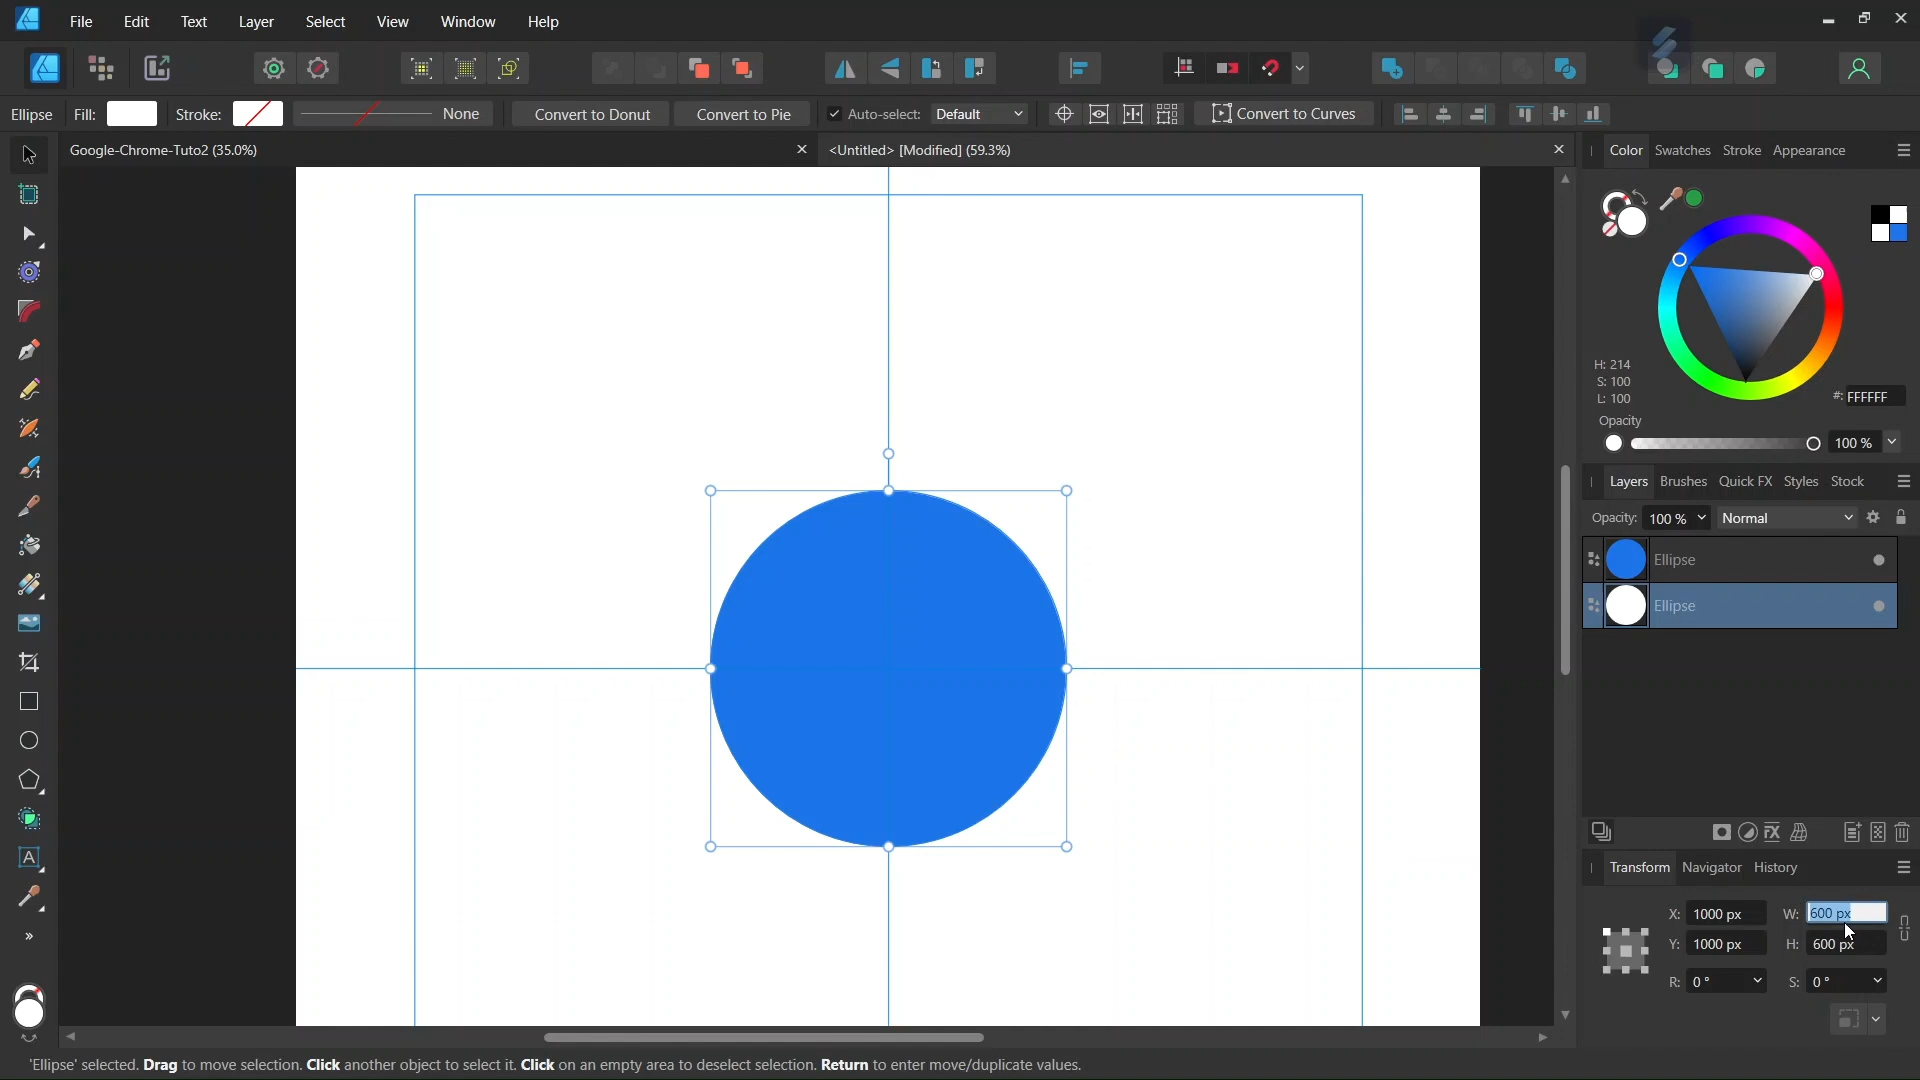 File Edit Text Layer Select View Window Help
Ellipse Fill: Stroke: None Convert to Donut Convert to Pie Auto-select: Default Convert to Curves
Google-Chrome-Tuto2 (35.0%) <Untitled> [Modified] (59.3%)
Color Swatches Stroke Appearance
H: 214
S: 100
L: 100
#: FFFFFF
Opacity
100 %
Layers Brushes Quick FX Styles Stock
Opacity: 100 % Normal
Ellipse
Ellipse
Transform Navigator History
X: 1000 px W: 600 px
Y: 1000 px H: 600 px
R: 0 ° S: 0 °
'Ellipse' selected. Drag to move selection. Click another object to select it. Click on an empty area to deselect selection. Return to enter move/duplicate values.